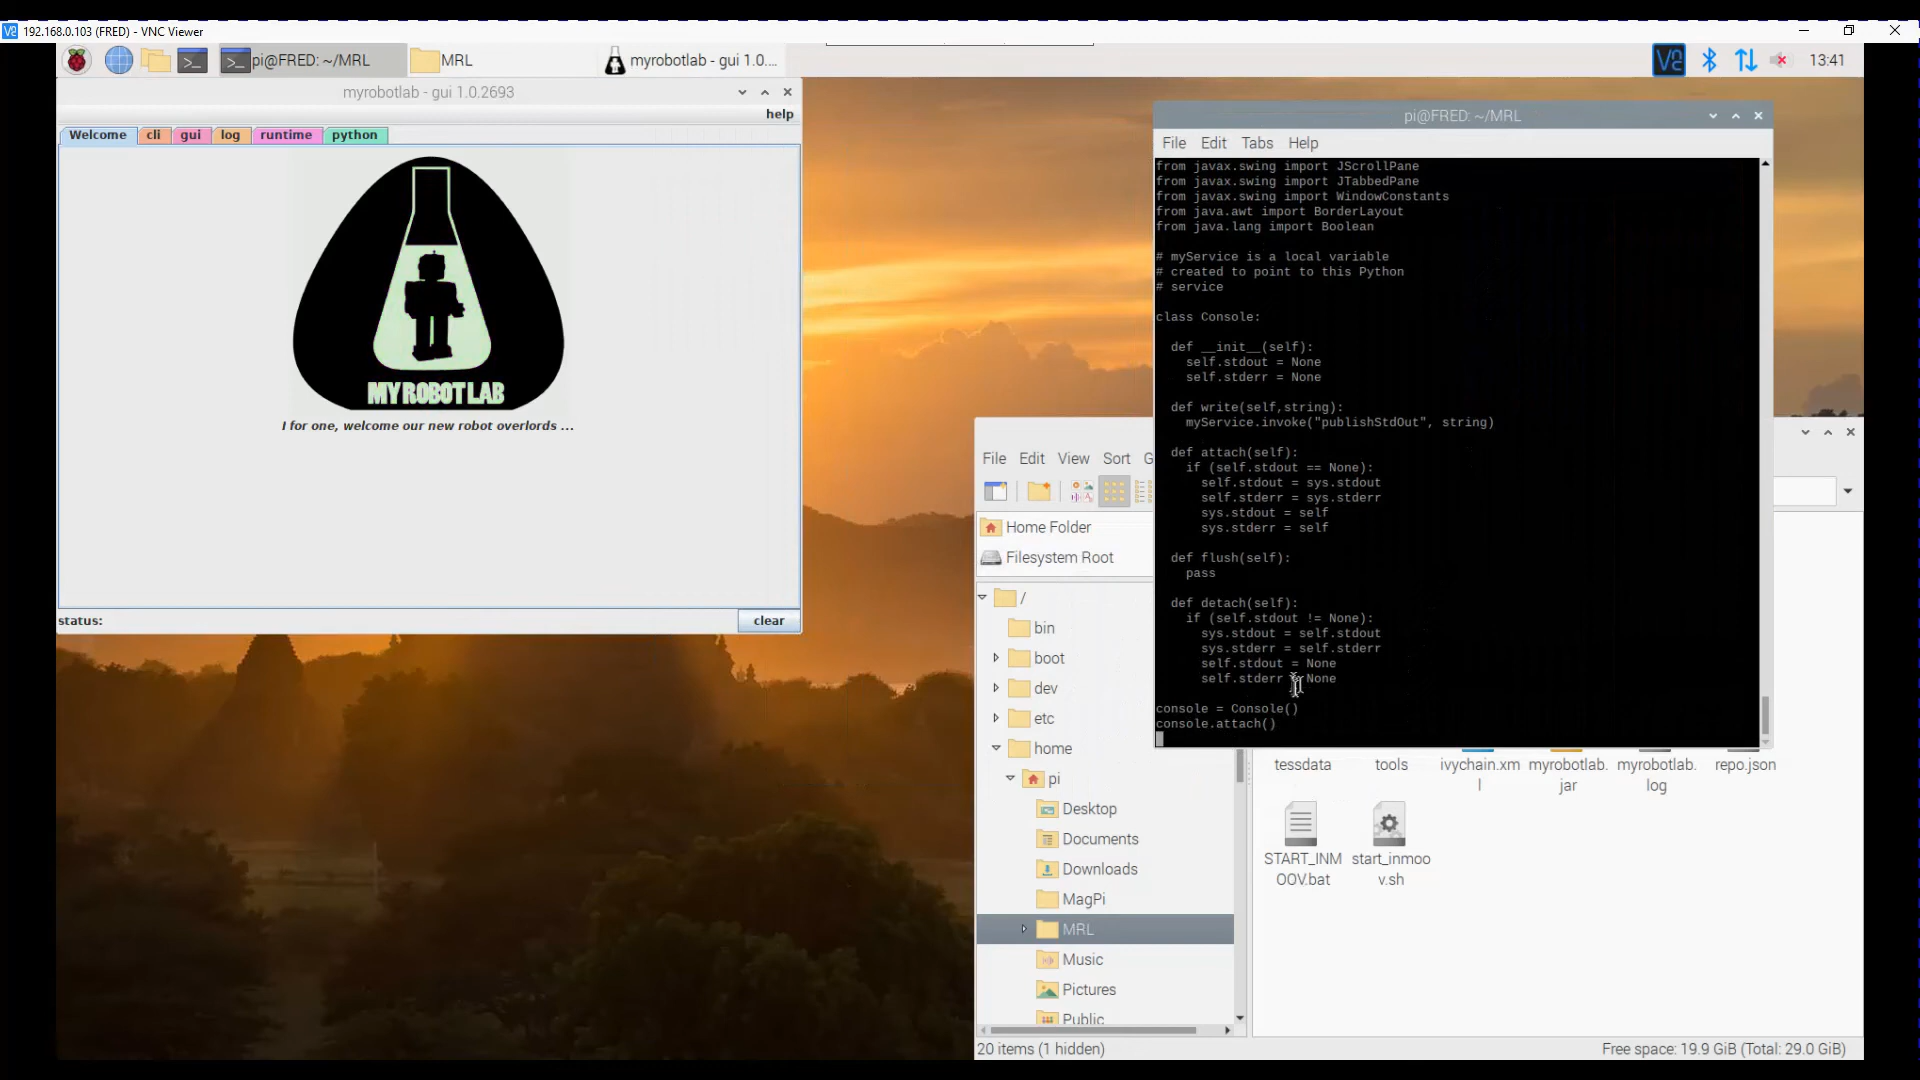 192.168.0.103 (FRED) - VNC Viewer
pi@FRED: ~/MRL
MRL
myrobotlab - gui 1.0....
13:41
myrobotlab - gui 1.0.2693
help
Welcome
cli
gui
log
runtime
python
MYROBOTLAB
I for one, welcome our new robot overlords ...
status:
clear
pi@FRED: ~/MRL
File Edit Tabs Help
from javax.swing import JScrollPane
from javax.swing import JTabbedPane
from javax.swing import WindowConstants
from java.awt import BorderLayout
from java.lang import Boolean
# myService is a local variable
# created to point to this Python
# service
class Console:
def __init__(self):
self.stdout = None
self.stderr = None
def write(self,string):
myService.invoke("publishStdOut", string)
def attach(self):
if (self.stdout == None):
self.stdout = sys.stdout
self.stderr = sys.stderr
sys.stdout = self
sys.stderr = self
def flush(self):
pass
def detach(self):
if (self.stdout != None):
sys.stdout = self.stdout
sys.stderr = self.stderr
self.stdout = None
self.stderr = None
console = Console()
console.attach()
File Edit View Sort G
Home Folder
Filesystem Root
/
bin
boot
dev
etc
home
pi
Desktop
Documents
Downloads
MagPi
MRL
Music
Pictures
Public
tessdata
tools
ivychain.xm
l
myrobotlab.
jar
myrobotlab.
log
repo.json
START_INM
OOV.bat
start_inmoo
v.sh
20 items (1 hidden)
Free space: 19.9 GiB (Total: 29.0 GiB)